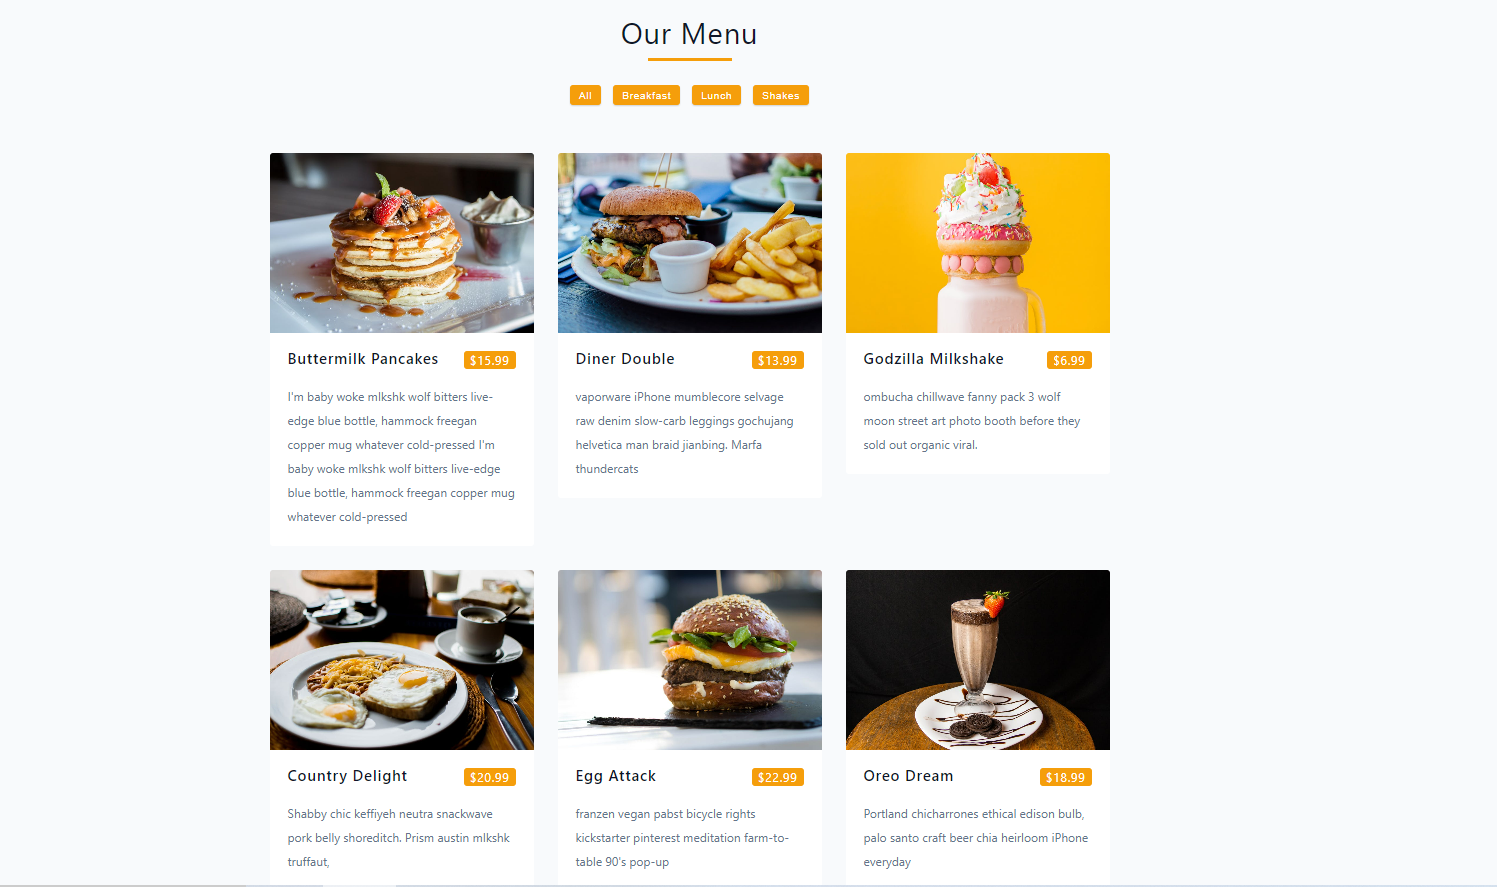 Our Menu
All Breakfast Lunch Shakes
Buttermilk Pancakes $15.99
I'm baby woke mlkshk wolf bitters live-
edge blue bottle, hammock freegan
copper mug whatever cold-pressed I'm
baby woke mlkshk wolf bitters live-edge
blue bottle, hammock freegan copper mug
whatever cold-pressed
Diner Double $13.99
vaporware iPhone mumblecore selvage
raw denim slow-carb leggings gochujang
helvetica man braid jianbing. Marfa
thundercats
Godzilla Milkshake $6.99
ombucha chillwave fanny pack 3 wolf
moon street art photo booth before they
sold out organic viral.
Country Delight $20.99
Shabby chic keffiyeh neutra snackwave
pork belly shoreditch. Prism austin mlkshk
truffaut,
Egg Attack $22.99
franzen vegan pabst bicycle rights
kickstarter pinterest meditation farm-to-
table 90's pop-up
Oreo Dream $18.99
Portland chicharrones ethical edison bulb,
palo santo craft beer chia heirloom iPhone
everyday